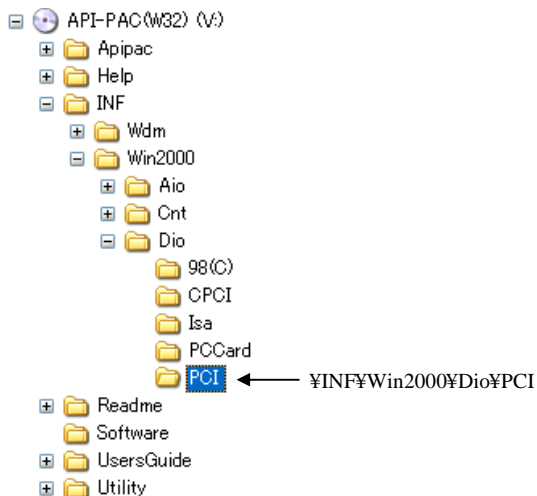 API-PAC(W32) (V:)
Apipac
Help
INF
Wdm
Win2000
Aio
Cnt
Dio
98(C)
CPCI
Isa
PCCard
PCI ¥INF¥Win2000¥Dio¥PCI
Readme
Software
UsersGuide
Utility